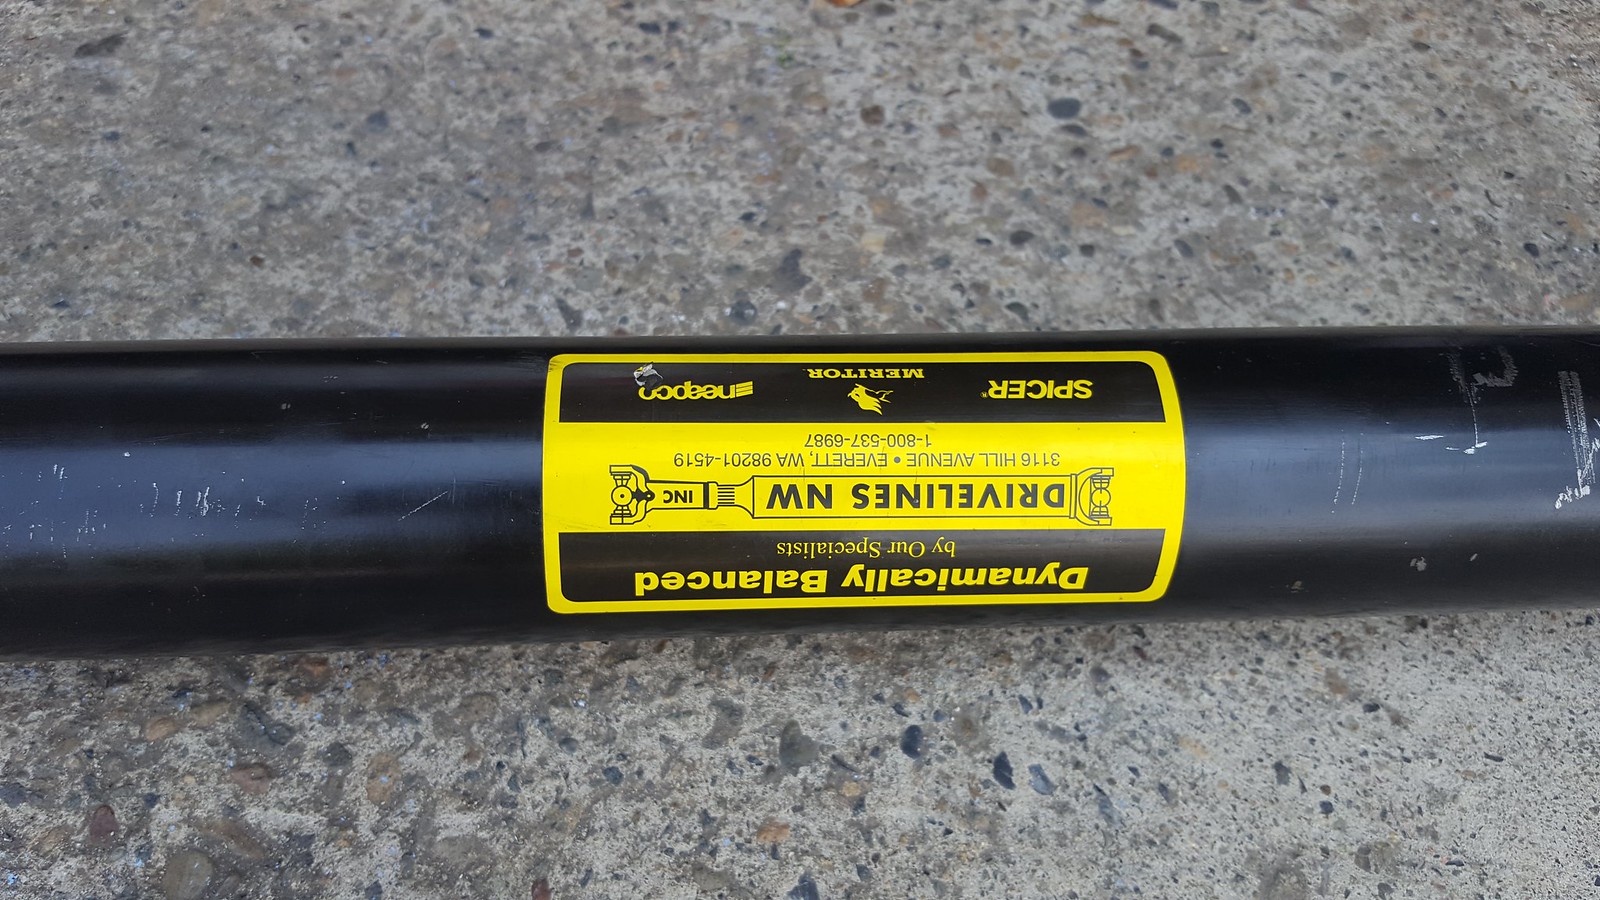 Dynamically Balanced
by Our Specialists
DRIVELINES NW INC
3116 HILL AVENUE • EVERETT, WA 98201-4519
1-800-537-6987
SPICER® MERITOR neapco